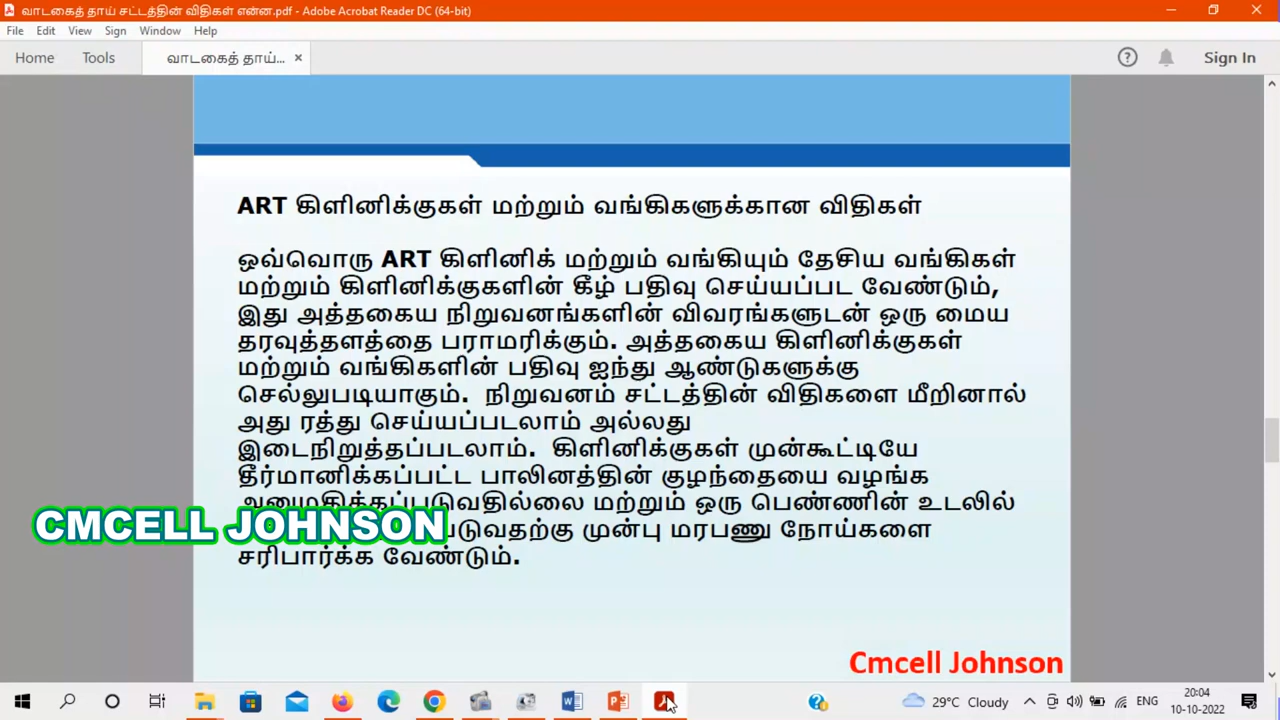 வாடகைத் தாய் சட்டத்தின் விதிகள் என்ன.pdf - Adobe Acrobat Reader DC (64-bit)
File Edit View Sign Window Help
Home Tools வாடகைத் தாய்... × Sign In
ART கிளினிக்குகள் மற்றும் வங்கிகளுக்கான விதிகள்
ஒவ்வொரு ART கிளினிக் மற்றும் வங்கியும் தேசிய வங்கிகள்
மற்றும் கிளினிக்குகளின் கீழ் பதிவு செய்யப்பட வேண்டும்,
இது அத்தகைய நிறுவனங்களின் விவரங்களுடன் ஒரு மைய
தரவுத்தளத்தை பராமரிக்கும். அத்தகைய கிளினிக்குகள்
மற்றும் வங்கிகளின் பதிவு ஐந்து ஆண்டுகளுக்கு
செல்லுபடியாகும். நிறுவனம் சட்டத்தின் விதிகளை மீறினால்
அது ரத்து செய்யப்படலாம் அல்லது
இடைநிறுத்தப்படலாம். கிளினிக்குகள் முன்கூட்டியே
தீர்மானிக்கப்பட்ட பாலினத்தின் குழந்தையை வழங்க
அனுமதிக்கப்படுவதில்லை மற்றும் ஒரு பெண்ணின் உடலில்
முன்பு மரபணு நோய்களை
சரிபார்க்க வேண்டும்.
CMCELL JOHNSON
Cmcell Johnson
29°C Cloudy ENG 20:04
10-10-2022